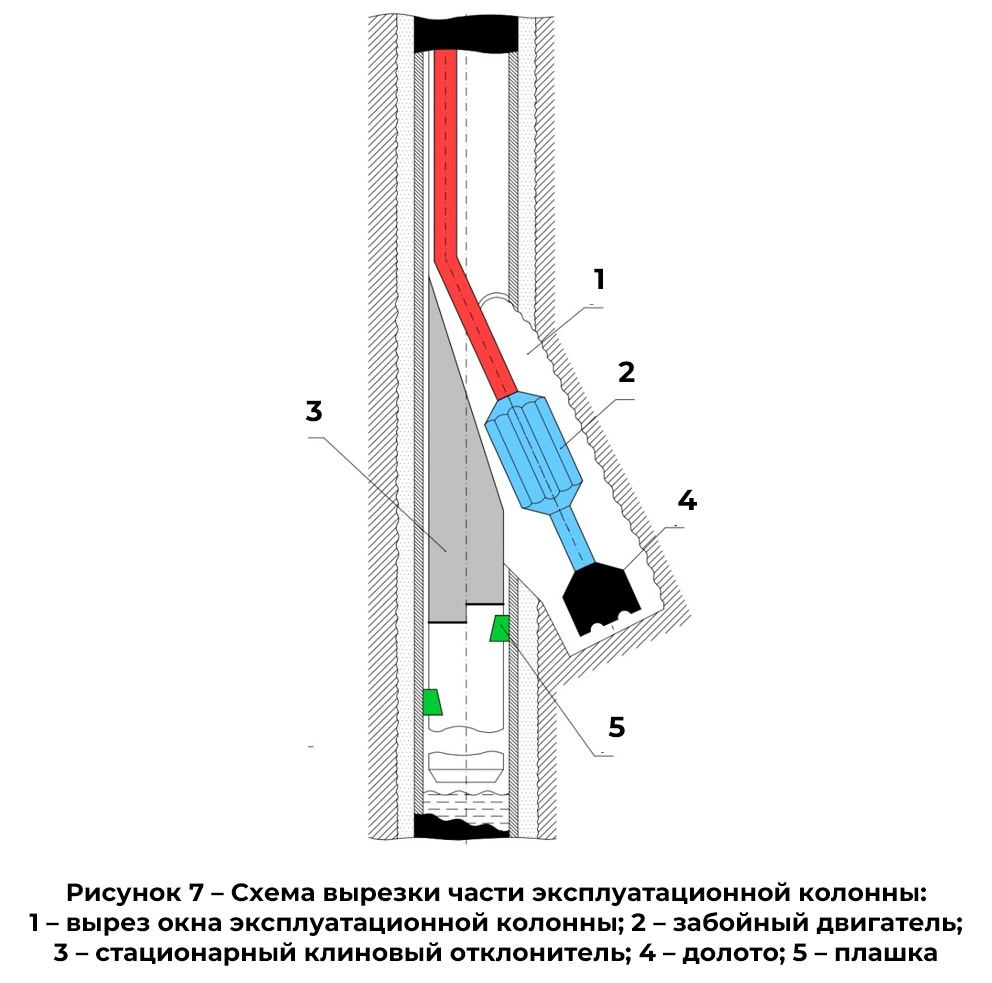 1
2
3
4
5
Рисунок 7 – Схема вырезки части эксплуатационной колонны:
1 – вырез окна эксплуатационной колонны; 2 – забойный двигатель;
3 – стационарный клиновый отклонитель; 4 – долото; 5 – плашка